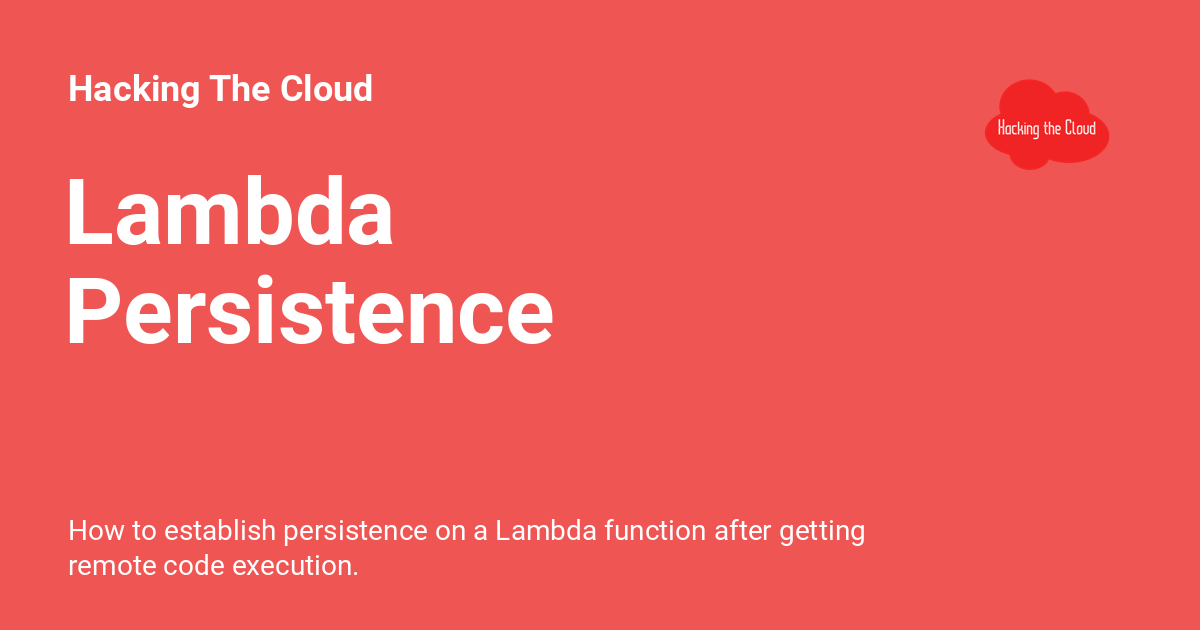 Hacking The Cloud
Hacking the Cloud
Lambda
Persistence
How to establish persistence on a Lambda function after getting
remote code execution.